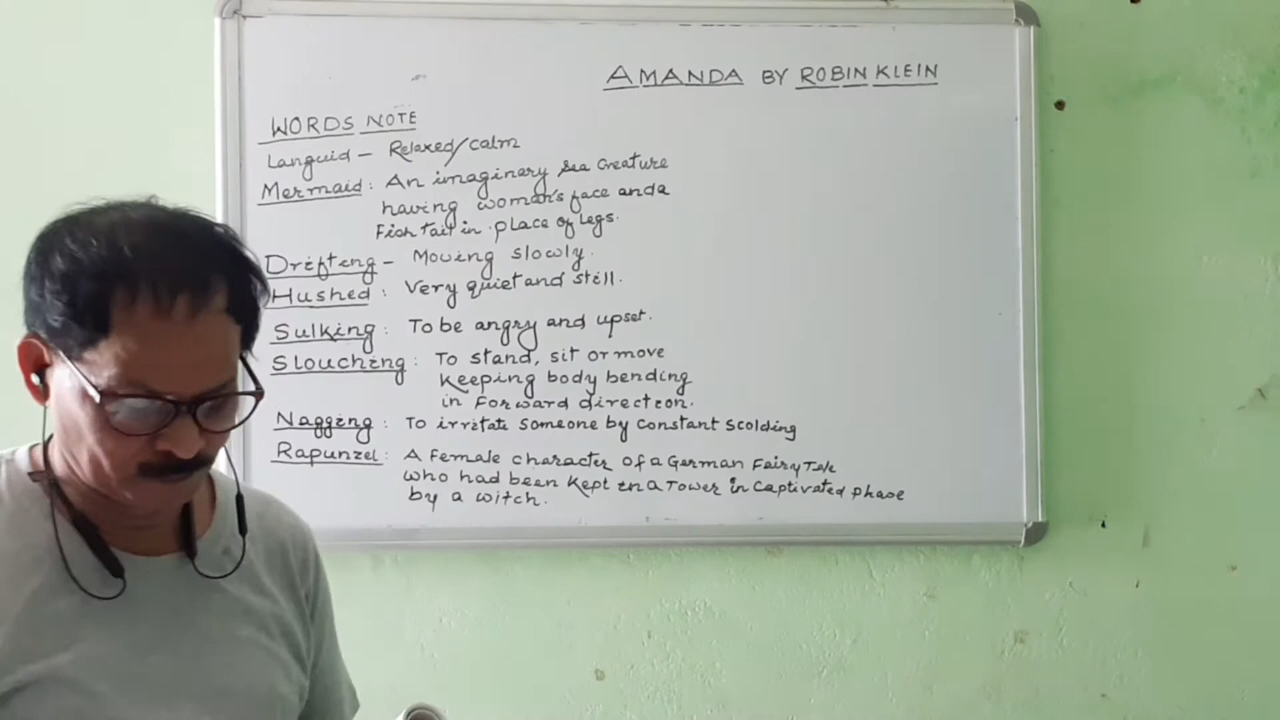 AMANDA BY ROBIN KLEIN
WORDS NOTE
Languid - Relaxed/calm
Mermaid: An imaginary sea creature
having woman's face and a
Fish tail in place of legs.
Drifting - Moving slowly.
Hushed: Very quiet and still.
Sulking: To be angry and upset.
Slouching: To stand, sit or move
keeping body bending
in forward direction.
Nagging: To irritate someone by constant scolding
Rapunzel: A female character of a German Fairy Tale
who had been kept in a Tower in captivated phase
by a witch.